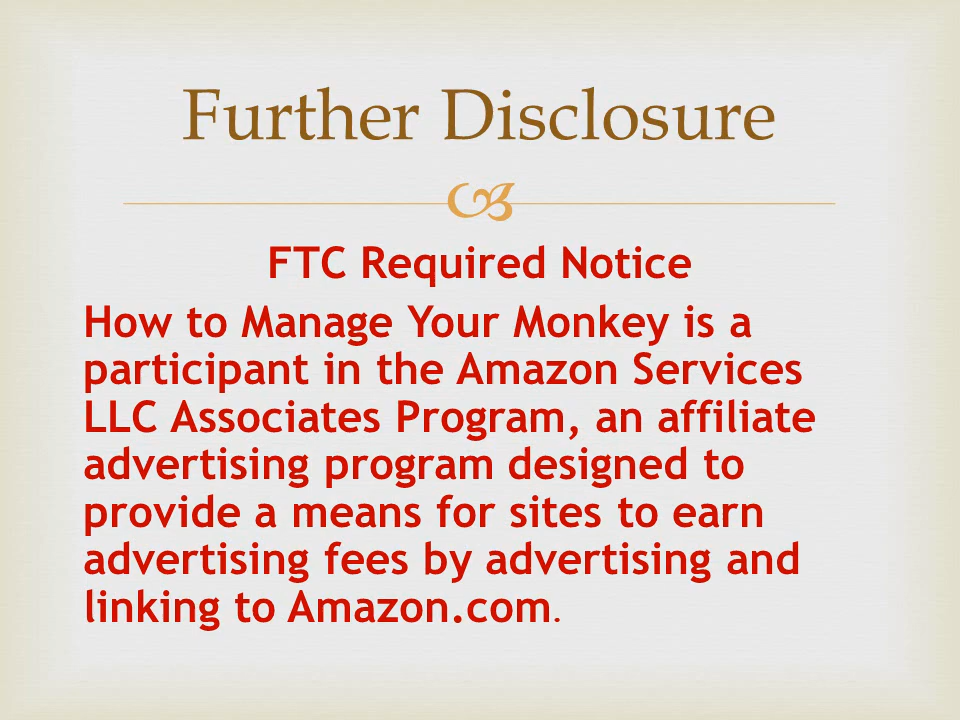 Further Disclosure
FTC Required Notice
How to Manage Your Monkey is a
participant in the Amazon Services
LLC Associates Program, an affiliate
advertising program designed to
provide a means for sites to earn
advertising fees by advertising and
linking to Amazon.com.